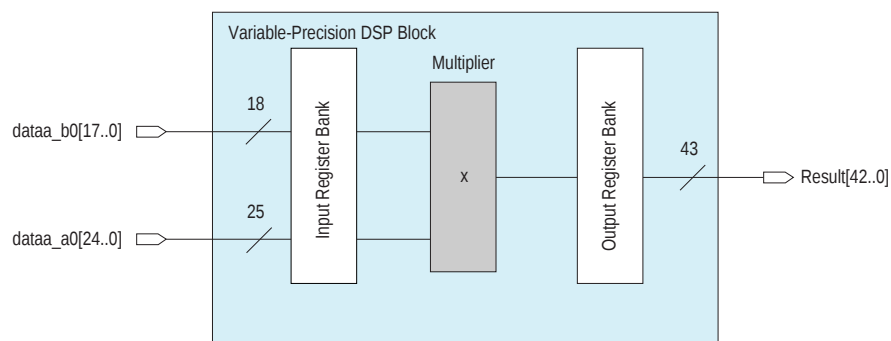 Variable-Precision DSP Block
Multiplier
18
dataa_b0[17..0]
Input Register Bank
x
Output Register Bank
43
Result[42..0]
25
dataa_a0[24..0]